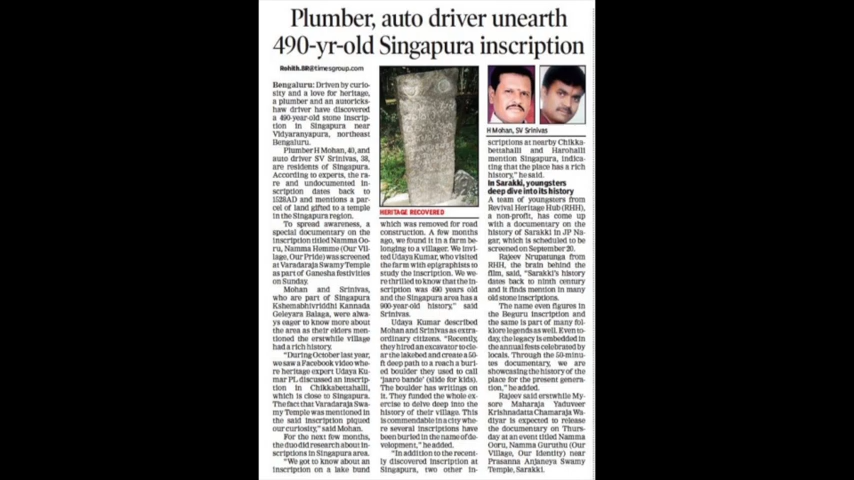 Plumber, auto driver unearth
490-yr-old Singapura inscription
Rohith.BR@timesgroup.com
Bengaluru: Driven by curio-
sity and a love for heritage,
a plumber and an autoricks-
haw driver have discovered
a 490-year-old stone inscrip-
tion in Singapura near
Vidyaranyapura, northeast
Bengaluru.
Plumber H Mohan, 40, and
auto driver SV Srinivas, 38,
are residents of Singapura.
According to experts, the ra-
re and undocumented in-
scription dates back to
1528AD and mentions a par-
cel of land gifted to a temple
in the Singapura region.
To spread awareness, a
special documentary on the
inscription titled Namma Oo-
ru, Namma Hemme (Our Vil-
lage, Our Pride) was screened
at Varadaraja Swamy Temple
as part of Ganesha festivities
on Sunday.
Mohan and Srinivas,
who are part of Singapura
Kshemabhivriddhi Kannada
Geleyara Balaga, were alwa-
ys eager to know more about
the area as their elders men-
tioned the erstwhile village
had a rich history.
"During October last year,
we saw a Facebook video whe-
re heritage expert Udaya Ku-
mar PL discussed an inscrip-
tion in Chikkabettahalli,
which is close to Singapura.
The fact that Varadaraja Swa-
my Temple was mentioned in
the said inscription piqued
our curiosity," said Mohan.
For the next few months,
the duo did research about in-
scriptions in Singapura area.
"We got to know about an
inscription on a lake bund
HERITAGE RECOVERED
which was removed for road
construction. A few months
ago, we found it in a farm be-
longing to a villager. We invi-
ted Udaya Kumar, who visited
the farm with epigraphists to
study the inscription. We we-
re thrilled to know that the in-
scription was 490 years old
and the Singapura area has a
900-year-old history," said
Srinivas.
Udaya Kumar described
Mohan and Srinivas as extra-
ordinary citizens. "Recently,
they hired an excavator to cle-
ar the lakebed and create a 50-
ft deep path to a reach a buri-
ed boulder they used to call
'jaaro bande' (slide for kids).
The boulder has writings on
it. They funded the whole ex-
ercise to delve deep into the
history of their village. This
is commendable in a city whe-
re several inscriptions have
been buried in the name of de-
velopment," he added.
"In addition to the recent-
ly discovered inscription at
Singapura, two other in-
H Mohan, SV Srinivas
scriptions at nearby Chikka-
bettahalli and Harohalli
mention Singapura, indica-
ting that the place has a rich
history," he said.
In Sarakki, youngsters
deep dive into its history
A team of youngsters from
Revival Heritage Hub (RHH),
a non-profit, has come up
with a documentary on the
history of Sarakki in JP Na-
gar, which is scheduled to be
screened on September 20.
Rajeev Nrupatunga from
RHH, the brain behind the
film, said, "Sarakki's history
dates back to ninth century
and it finds mention in many
old stone inscriptions.
The name even figures in
the Beguru inscription and
the same is part of many fol-
klore legends as well. Even to-
day, the legacy is embedded in
the annual fests celebrated by
locals. Through the 50-minu-
tes documentary, we are
showcasing the history of the
place for the present genera-
tion," he added.
Rajeev said erstwhile My-
sore Maharaja Yaduveer
Krishnadatta Chamaraja Wa-
diyar is expected to release
the documentary on Thurs-
day at an event titled Namma
Ooru, Namma Guruthu (Our
Village, Our Identity) near
Prasanna Anjaneya Swamy
Temple, Sarakki.